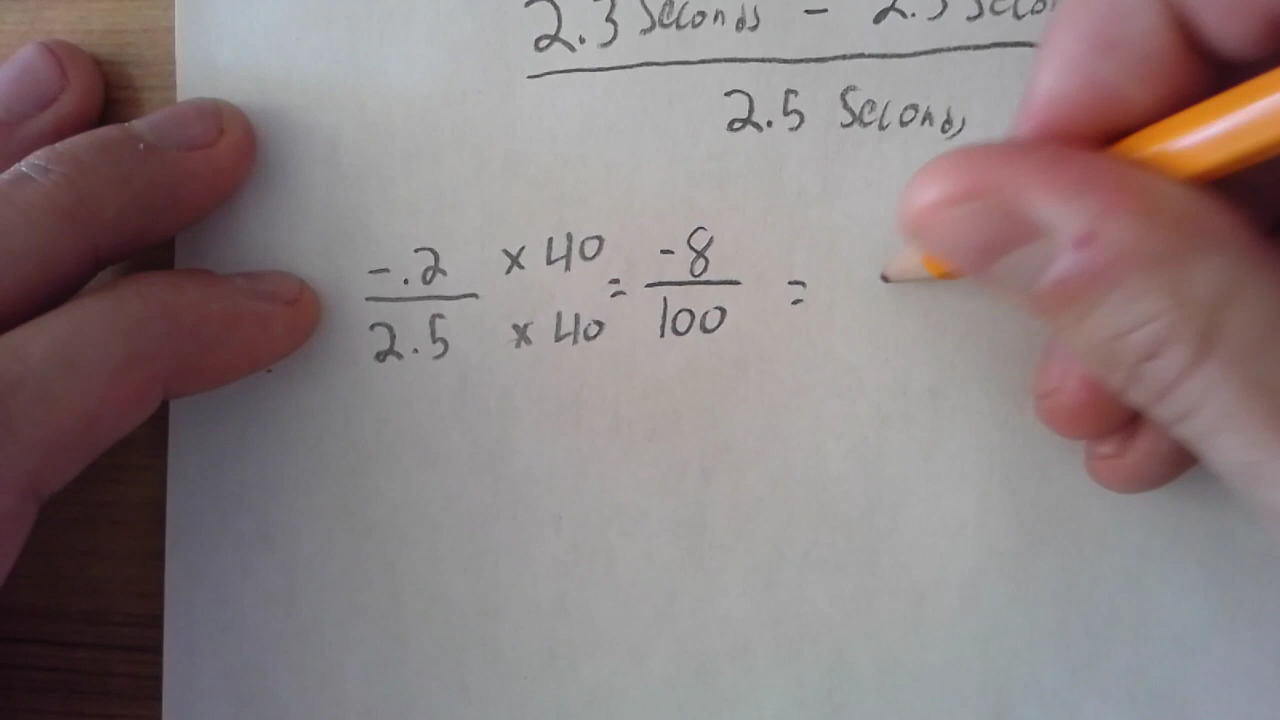 2.3 Seconds -
2.5 Seconds
-.2 x 40 = -8 =
2.5 x 40 100